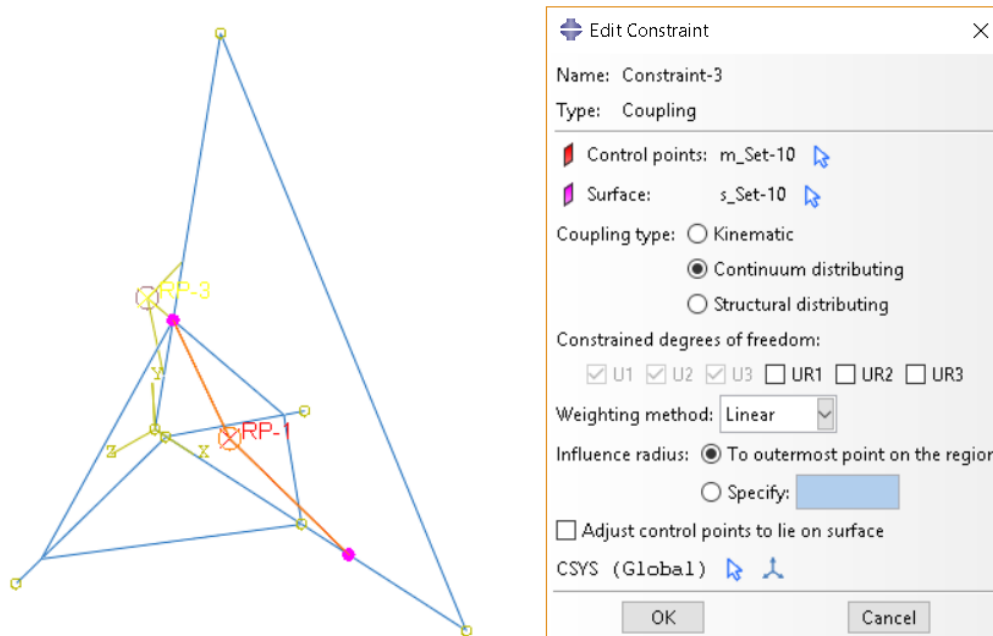 RP-3
Y
RP-1
Z
X
Edit Constraint
Name: Constraint-3
Type: Coupling
Control points: m_Set-10
Surface: s_Set-10
Coupling type: Kinematic
Continuum distributing
Structural distributing
Constrained degrees of freedom:
U1 U2 U3 UR1 UR2 UR3
Weighting method: Linear
Influence radius: To outermost point on the region
Specify:
Adjust control points to lie on surface
CSYS (Global)
OK Cancel